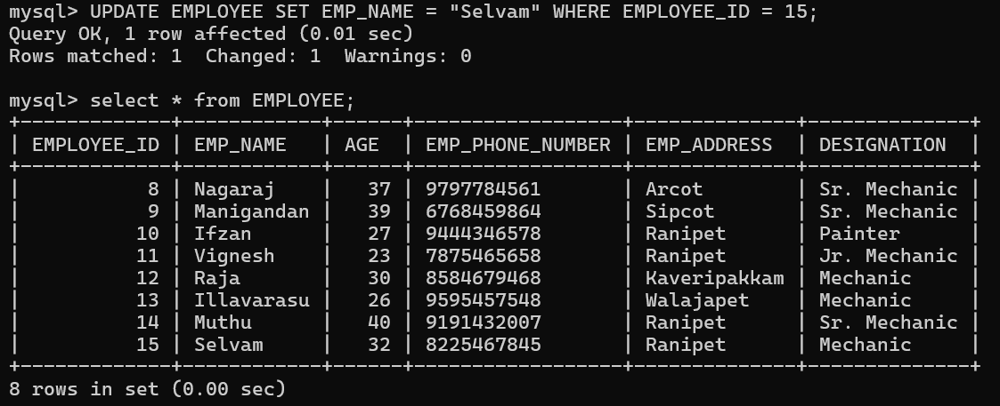 mysql> UPDATE EMPLOYEE SET EMP_NAME = "Selvam" WHERE EMPLOYEE_ID = 15;
Query OK, 1 row affected (0.01 sec)
Rows matched: 1  Changed: 1  Warnings: 0

mysql> select * from EMPLOYEE;
+-------------+------------+------+------------------+--------------+--------------+
| EMPLOYEE_ID | EMP_NAME   | AGE  | EMP_PHONE_NUMBER | EMP_ADDRESS  | DESIGNATION  |
+-------------+------------+------+------------------+--------------+--------------+
|           8 | Nagaraj    |   37 | 9797784561       | Arcot        | Sr. Mechanic |
|           9 | Manigandan |   39 | 6768459864       | Sipcot       | Sr. Mechanic |
|          10 | Ifzan      |   27 | 9444346578       | Ranipet      | Painter      |
|          11 | Vignesh    |   23 | 7875465658       | Ranipet      | Jr. Mechanic |
|          12 | Raja       |   30 | 8584679468       | Kaveripakkam | Mechanic     |
|          13 | Illavarasu |   26 | 9595457548       | Walajapet    | Mechanic     |
|          14 | Muthu      |   40 | 9191432007       | Ranipet      | Sr. Mechanic |
|          15 | Selvam     |   32 | 8225467845       | Ranipet      | Mechanic     |
+-------------+------------+------+------------------+--------------+--------------+
8 rows in set (0.00 sec)